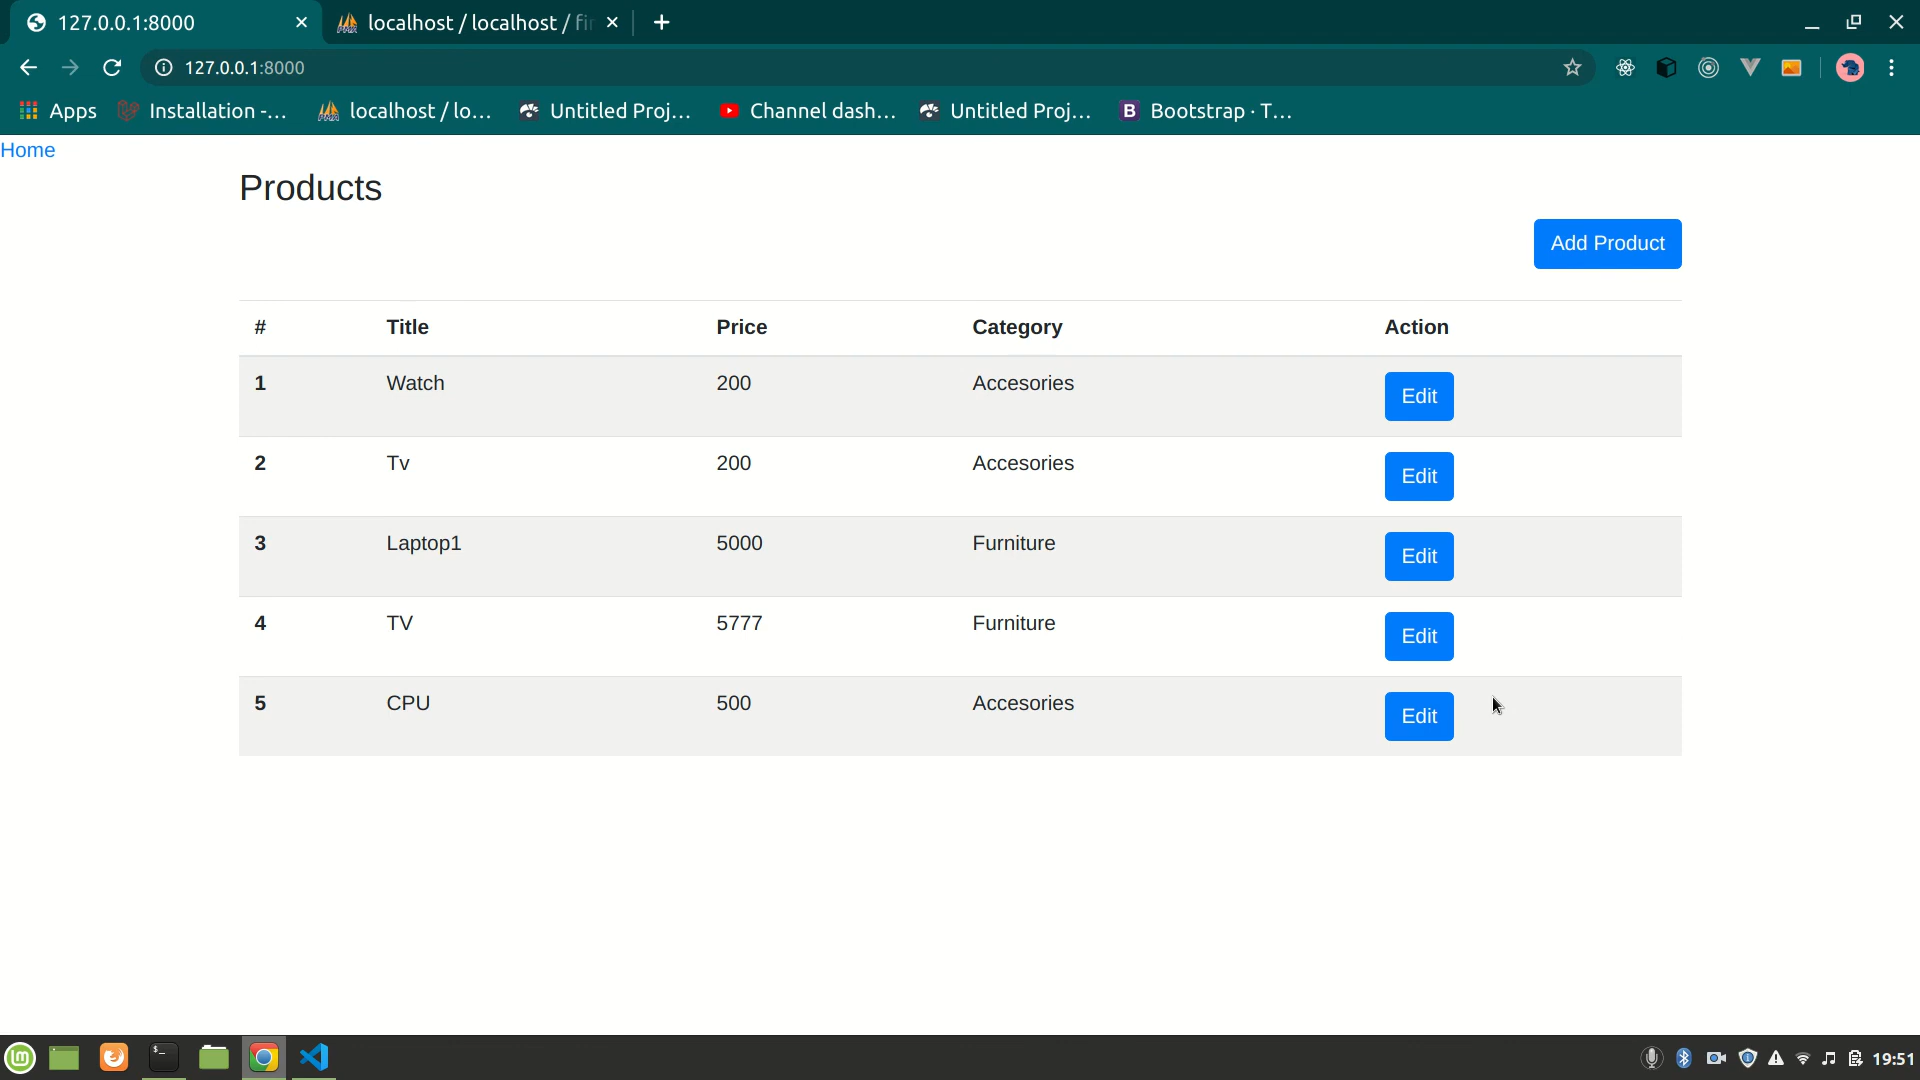 127.0.0.1:8000
localhost / localhost / fi
127.0.0.1:8000
Apps
Installation -...
localhost / lo...
Untitled Proj...
Channel dash...
Untitled Proj...
B
Bootstrap · T...
Home
Products
Add Product
# Title Price Category Action
1 Watch 200 Accesories Edit
2 Tv 200 Accesories Edit
3 Laptop1 5000 Furniture Edit
4 TV 5777 Furniture Edit
5 CPU 500 Accesories Edit
19:51